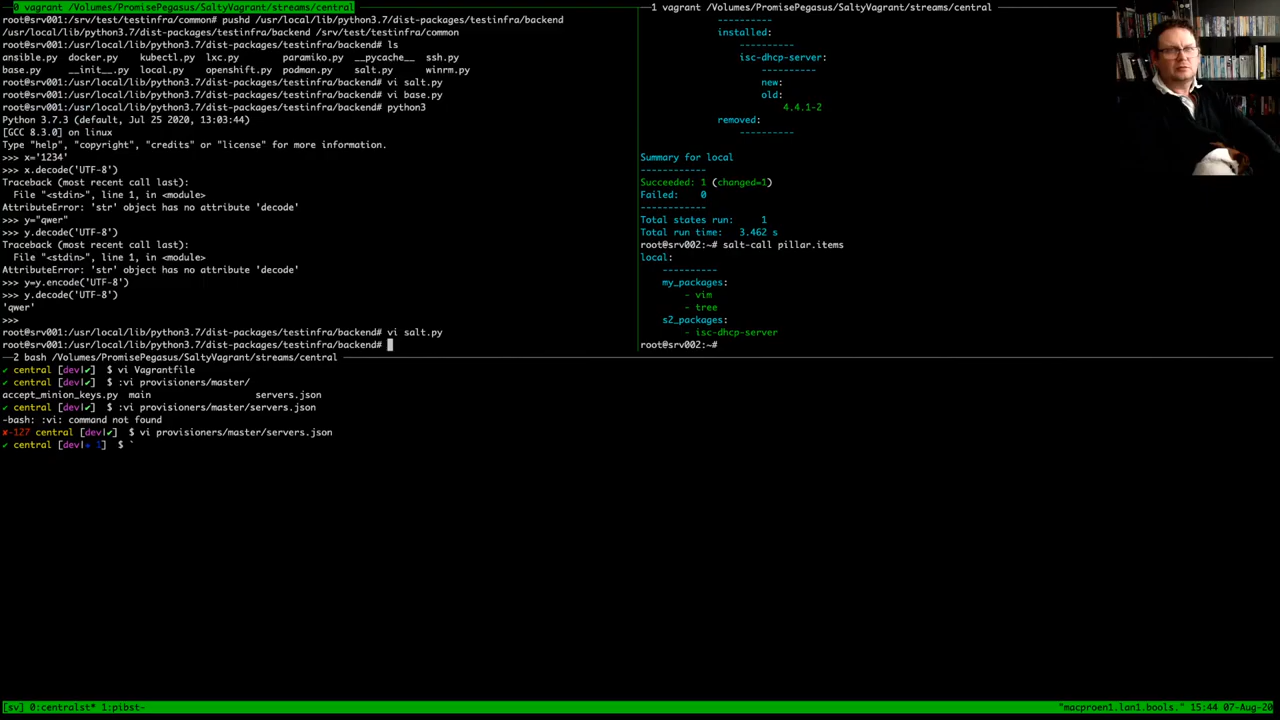 0 vagrant /Volumes/PromisePegasus/SaltyVagrant/streams/central
root@srv001:/srv/test/testinfra/common# pushd /usr/local/lib/python3.7/dist-packages/testinfra/backend
/usr/local/lib/python3.7/dist-packages/testinfra/backend /srv/test/testinfra/common
root@srv001:/usr/local/lib/python3.7/dist-packages/testinfra/backend# ls
ansible.py  docker.py    kubectl.py  lxc.py     paramiko.py  __pycache__  ssh.py
base.py     __init__.py  local.py    openshift.py  podman.py    salt.py      winrm.py
root@srv001:/usr/local/lib/python3.7/dist-packages/testinfra/backend# vi salt.py
root@srv001:/usr/local/lib/python3.7/dist-packages/testinfra/backend# vi base.py
root@srv001:/usr/local/lib/python3.7/dist-packages/testinfra/backend# python3
Python 3.7.3 (default, Jul 25 2020, 13:03:44)
[GCC 8.3.0] on linux
Type "help", "copyright", "credits" or "license" for more information.
>>> x='1234'
>>> x.decode('UTF-8')
Traceback (most recent call last):
  File "<stdin>", line 1, in <module>
AttributeError: 'str' object has no attribute 'decode'
>>> y="qwer"
>>> y.decode('UTF-8')
Traceback (most recent call last):
  File "<stdin>", line 1, in <module>
AttributeError: 'str' object has no attribute 'decode'
>>> y=y.encode('UTF-8')
>>> y.decode('UTF-8')
'qwer'
>>>
root@srv001:/usr/local/lib/python3.7/dist-packages/testinfra/backend# vi salt.py
root@srv001:/usr/local/lib/python3.7/dist-packages/testinfra/backend#
1 vagrant /Volumes/PromisePegasus/SaltyVagrant/streams/central
----------
installed:
----------
isc-dhcp-server:
----------
new:
old:
4.4.1-2
removed:
----------
Summary for local
------------
Succeeded: 1 (changed=1)
Failed:    0
------------
Total states run:     1
Total run time:   3.462 s
root@srv002:~# salt-call pillar.items
local:
----------
my_packages:
- vim
- tree
s2_packages:
- isc-dhcp-server
root@srv002:~#
2 bash /Volumes/PromisePegasus/SaltyVagrant/streams/central
✔ central [dev|✔]  $ vi Vagrantfile
✔ central [dev|✔]  $ :vi provisioners/master/
accept_minion_keys.py  main                   servers.json
✔ central [dev|✔]  $ :vi provisioners/master/servers.json
-bash: :vi: command not found
✘-127 central [dev|✔]  $ vi provisioners/master/servers.json
✔ central [dev|✚ 1]  $ `
[sv] 0:centralst* 1:pibst-
"macproen1.lan1.bools." 15:44 07-Aug-20